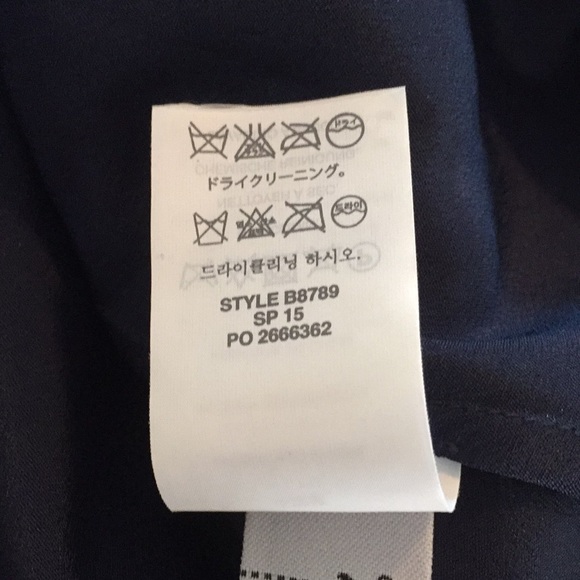 ドライ
ドライクリーニング。
드라이
드라이클리닝 하시오.
STYLE B8789
SP 15
PO 2666362